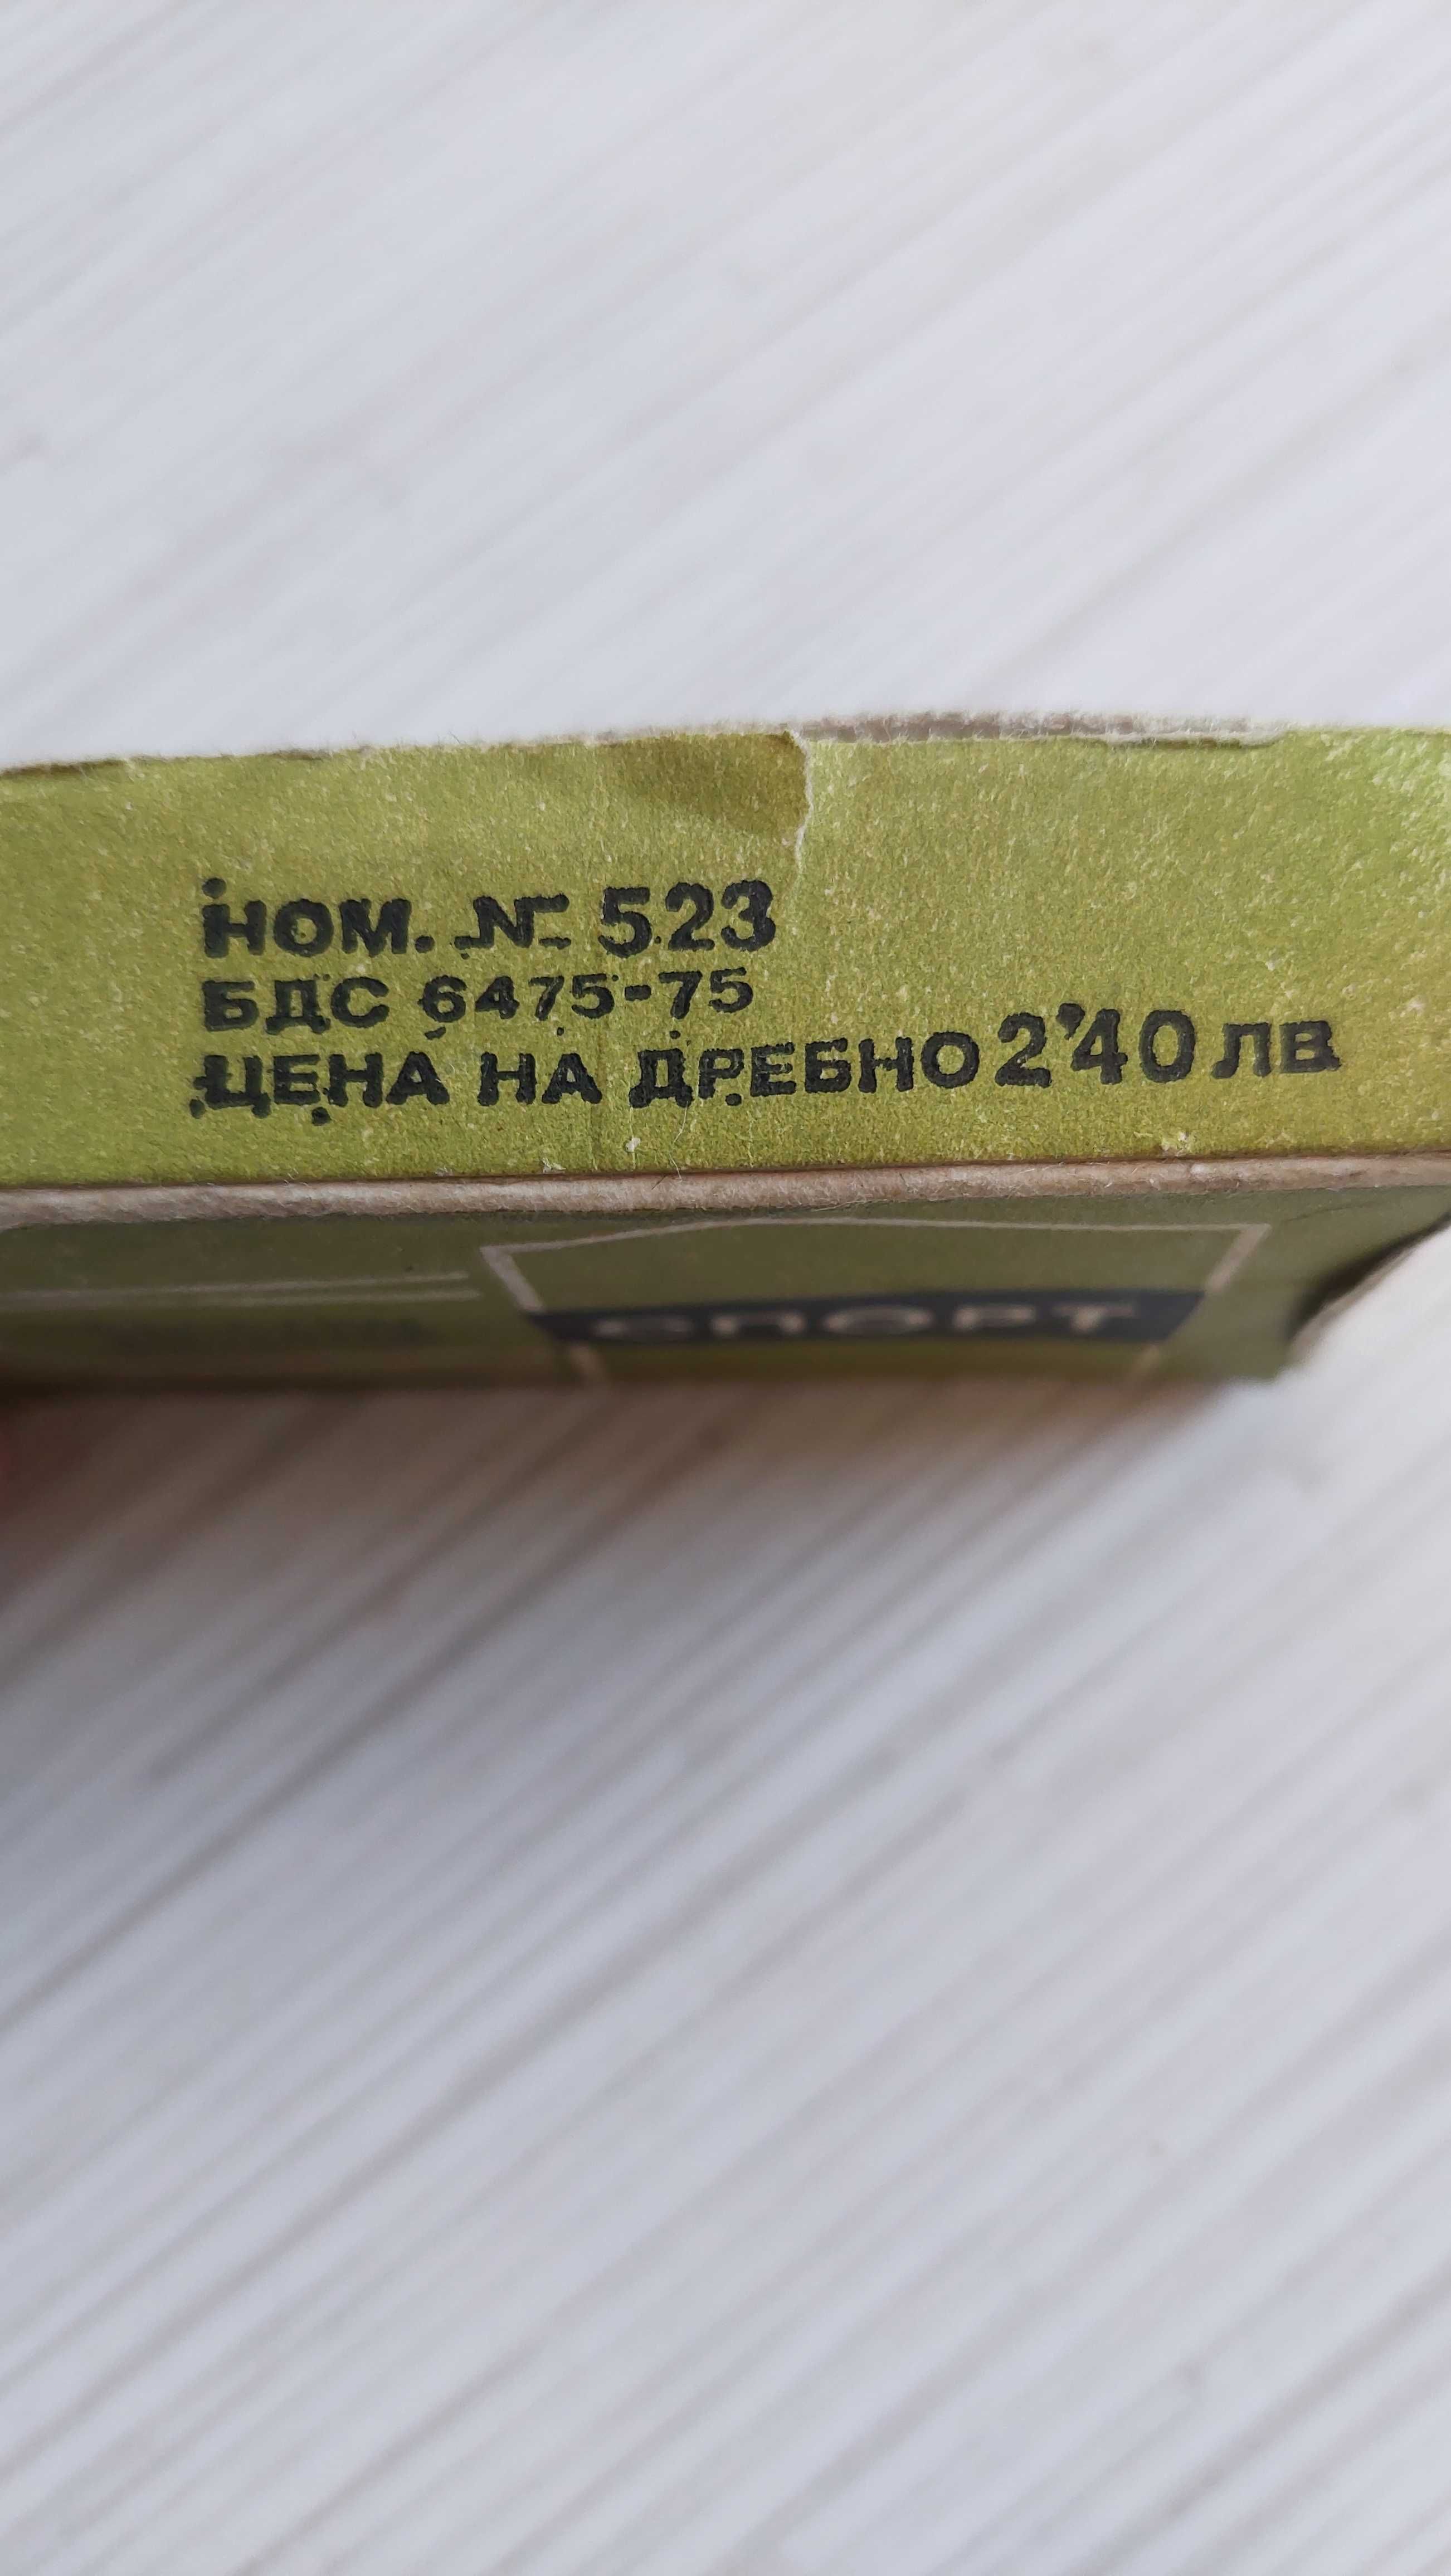 НОМ. № 523
БДС 6475-75
ЦЕНА НА ДРЕБНО 2'40 ЛВ
СПОРТ